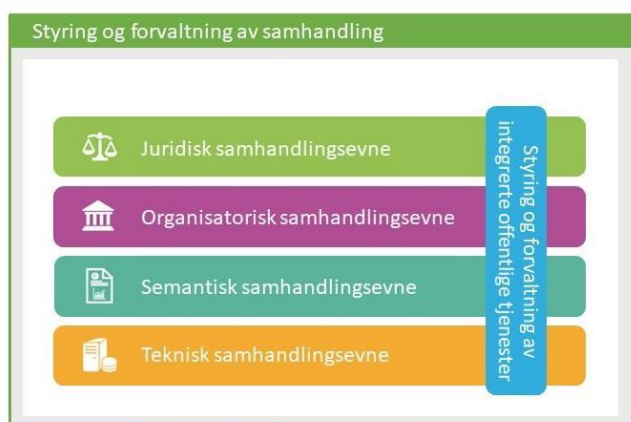 Styring og forvaltning av samhandling
Juridisk samhandlingsevne
Organisatorisk samhandlingsevne
Semantisk samhandlingsevne
Teknisk samhandlingsevne
Styring og forvaltning av
integrerte offentlige tjenester